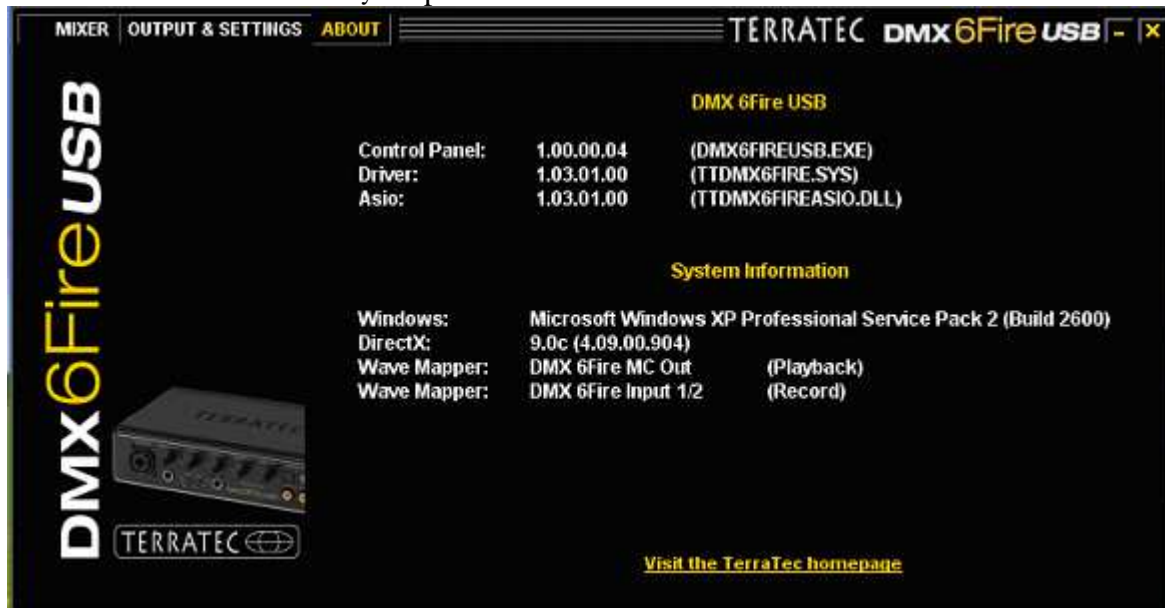 MIXER OUTPUT & SETTINGS ABOUT TERRATEC DMX 6Fire USB - ×
DMX6Fire USB
DMX 6Fire USB
Control Panel: 1.00.00.04 (DMX6FIREUSB.EXE)
Driver: 1.03.01.00 (TTDMX6FIRE.SYS)
Asio: 1.03.01.00 (TTDMX6FIREASIO.DLL)
System Information
Windows: Microsoft Windows XP Professional Service Pack 2 (Build 2600)
DirectX: 9.0c (4.09.00.904)
Wave Mapper: DMX 6Fire MC Out (Playback)
Wave Mapper: DMX 6Fire Input 1/2 (Record)
TERRATEC
TERRATEC
Visit the TerraTec homepage